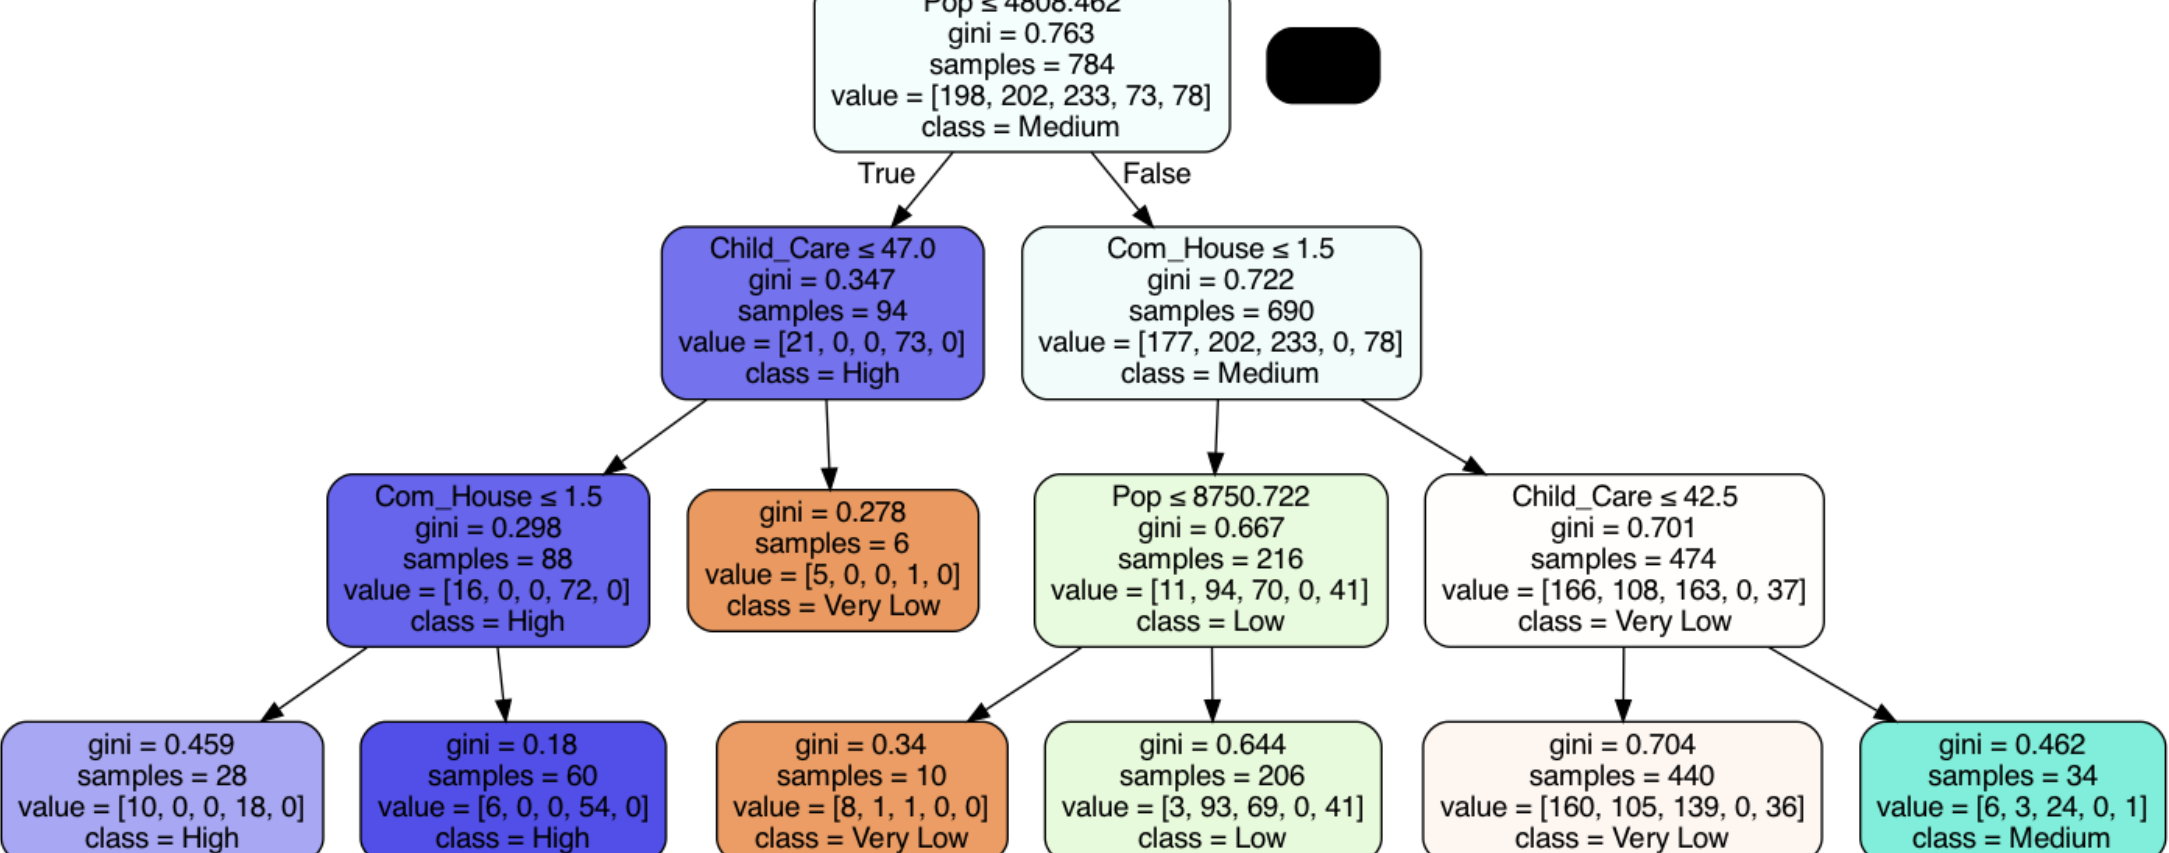 Pop ≤ 4808.462
gini = 0.763
samples = 784
value = [198, 202, 233, 73, 78]
class = Medium
True
False
Child_Care ≤ 47.0
gini = 0.347
samples = 94
value = [21, 0, 0, 73, 0]
class = High
Com_House ≤ 1.5
gini = 0.722
samples = 690
value = [177, 202, 233, 0, 78]
class = Medium
Com_House ≤ 1.5
gini = 0.298
samples = 88
value = [16, 0, 0, 72, 0]
class = High
gini = 0.278
samples = 6
value = [5, 0, 0, 1, 0]
class = Very Low
Pop ≤ 8750.722
gini = 0.667
samples = 216
value = [11, 94, 70, 0, 41]
class = Low
Child_Care ≤ 42.5
gini = 0.701
samples = 474
value = [166, 108, 163, 0, 37]
class = Very Low
gini = 0.459
samples = 28
value = [10, 0, 0, 18, 0]
class = High
gini = 0.18
samples = 60
value = [6, 0, 0, 54, 0]
class = High
gini = 0.34
samples = 10
value = [8, 1, 1, 0, 0]
class = Very Low
gini = 0.644
samples = 206
value = [3, 93, 69, 0, 41]
class = Low
gini = 0.704
samples = 440
value = [160, 105, 139, 0, 36]
class = Very Low
gini = 0.462
samples = 34
value = [6, 3, 24, 0, 1]
class = Medium